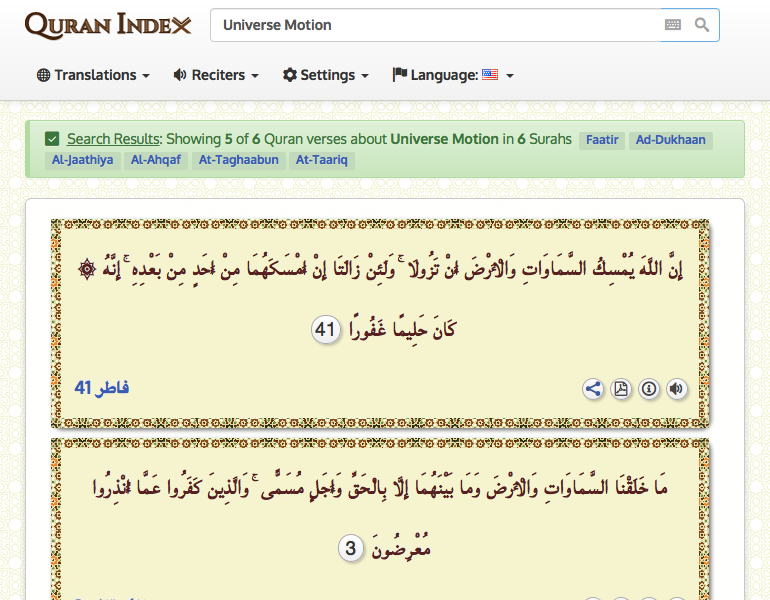 QURAN INDEX
Universe Motion
Translations Reciters Settings Language:
Search Results: Showing 5 of 6 Quran verses about Universe Motion in 6 Surahs Faatir Ad-Dukhaan
Al-Jaathiya Al-Ahqaf At-Taghaabun At-Taariq
إِنَّ اللَّهَ يُمْسِكُ السَّمَاوَاتِ وَالْأَرْضَ أَنْ تَزُولَا ۚ وَلَئِنْ زَالَتَا إِنْ أَمْسَكَهُمَا مِنْ أَحَدٍ مِنْ بَعْدِهِ ۚ إِنَّهُ ۞
كَانَ حَلِيمًا غَفُورًا 41
فاطر 41
مَا خَلَقْنَا السَّمَاوَاتِ وَالْأَرْضَ وَمَا بَيْنَهُمَا إِلَّا بِالْحَقِّ وَأَجَلٍ مُسَمًّى ۚ وَالَّذِينَ كَفَرُوا عَمَّا أُنْذِرُوا
مُعْرِضُونَ 3